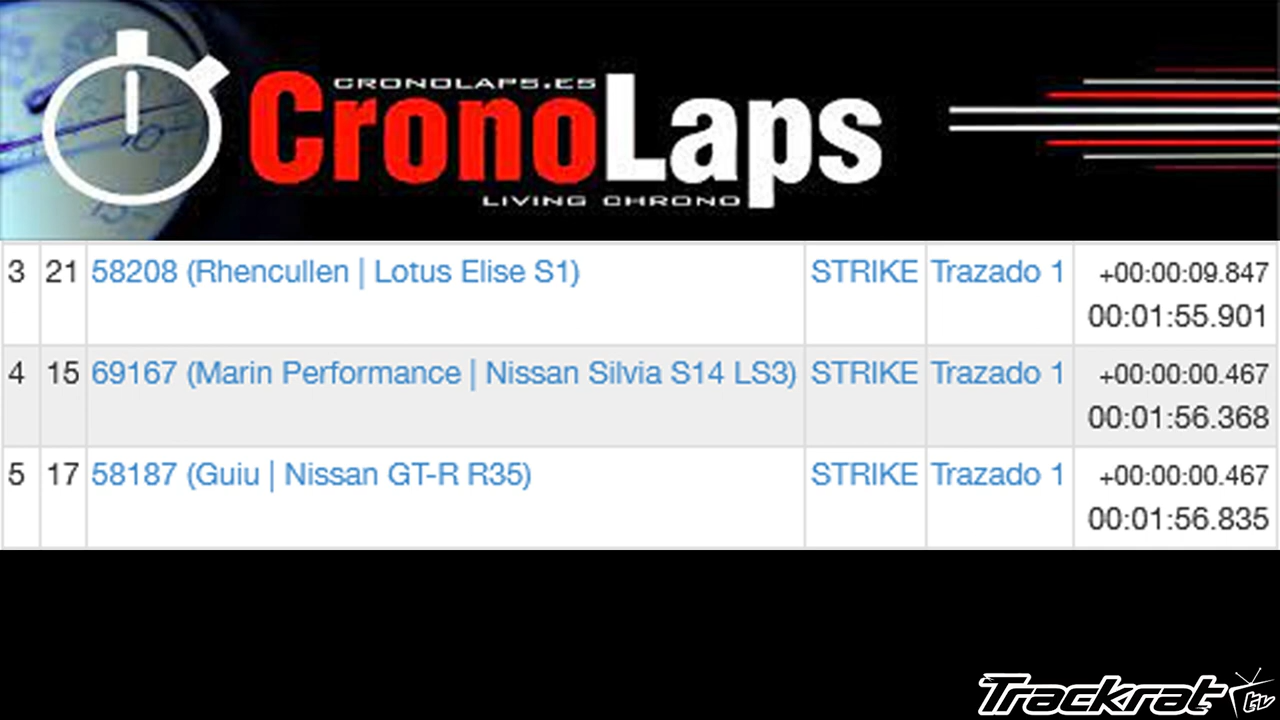 CRONOLAPS.ES
CronoLaps
LIVING CHRONO
3 21 58208 (Rhencullen | Lotus Elise S1) STRIKE Trazado 1 +00:00:09.847
00:01:55.901
4 15 69167 (Marin Performance | Nissan Silvia S14 LS3) STRIKE Trazado 1 +00:00:00.467
00:01:56.368
5 17 58187 (Guiu | Nissan GT-R R35) STRIKE Trazado 1 +00:00:00.467
00:01:56.835
Trackrat tv